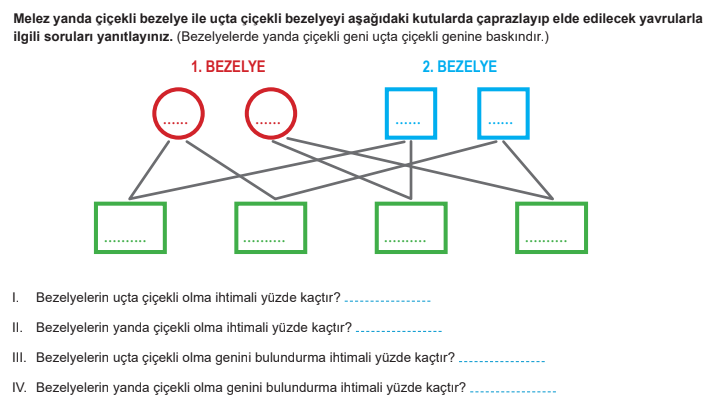 Melez yanda çiçekli bezelye ile uçta çiçekli bezelyeyi aşağıdaki kutularda çaprazlayıp elde edilecek yavrularla
ilgili soruları yanıtlayınız. (Bezelyelerde yanda çiçekli geni uçta çiçekli genine baskındır.)
1. BEZELYE 2. BEZELYE
...... ...... ...... ......
.......... .......... .......... ..........
I. Bezelyelerin uçta çiçekli olma ihtimali yüzde kaçtır? ....................
II. Bezelyelerin yanda çiçekli olma ihtimali yüzde kaçtır? ....................
III. Bezelyelerin uçta çiçekli olma genini bulundurma ihtimali yüzde kaçtır? ....................
IV. Bezelyelerin yanda çiçekli olma genini bulundurma ihtimali yüzde kaçtır? ....................